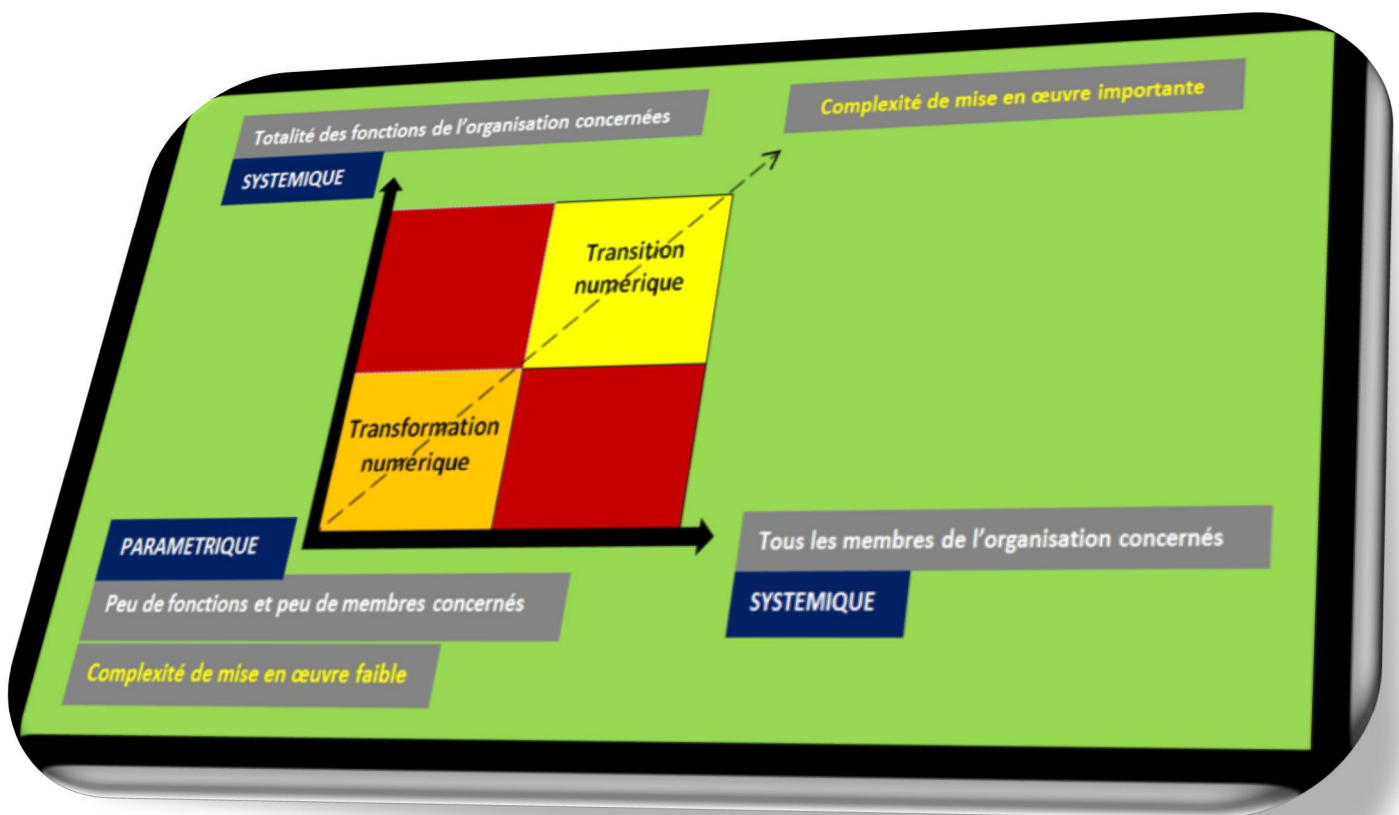 Totalité des fonctions de l'organisation concernées
Complexité de mise en œuvre importante
SYSTEMIQUE
Transition
numérique
Transformation
numérique
PARAMETRIQUE
Peu de fonctions et peu de membres concernés
Complexité de mise en œuvre faible
Tous les membres de l'organisation concernés
SYSTEMIQUE